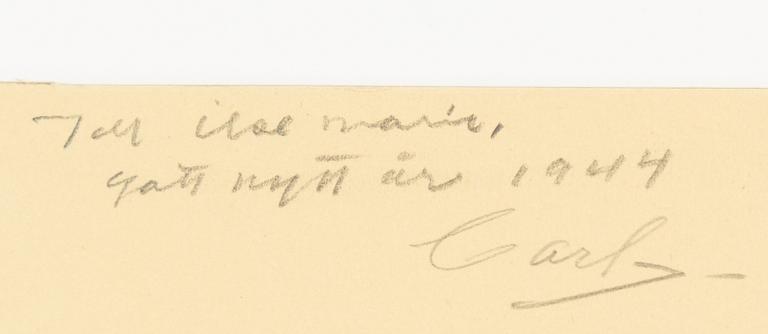 Till ilse marie,
gott nytt år 1944
Carl